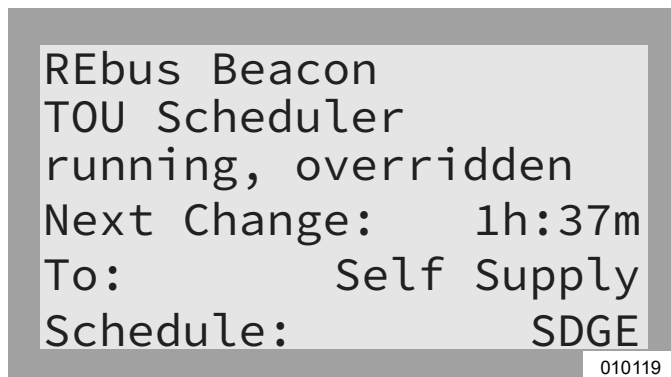 REbus Beacon
TOU Scheduler
running, overridden
Next Change: 1h:37m
To: Self Supply
Schedule: SDGE
010119